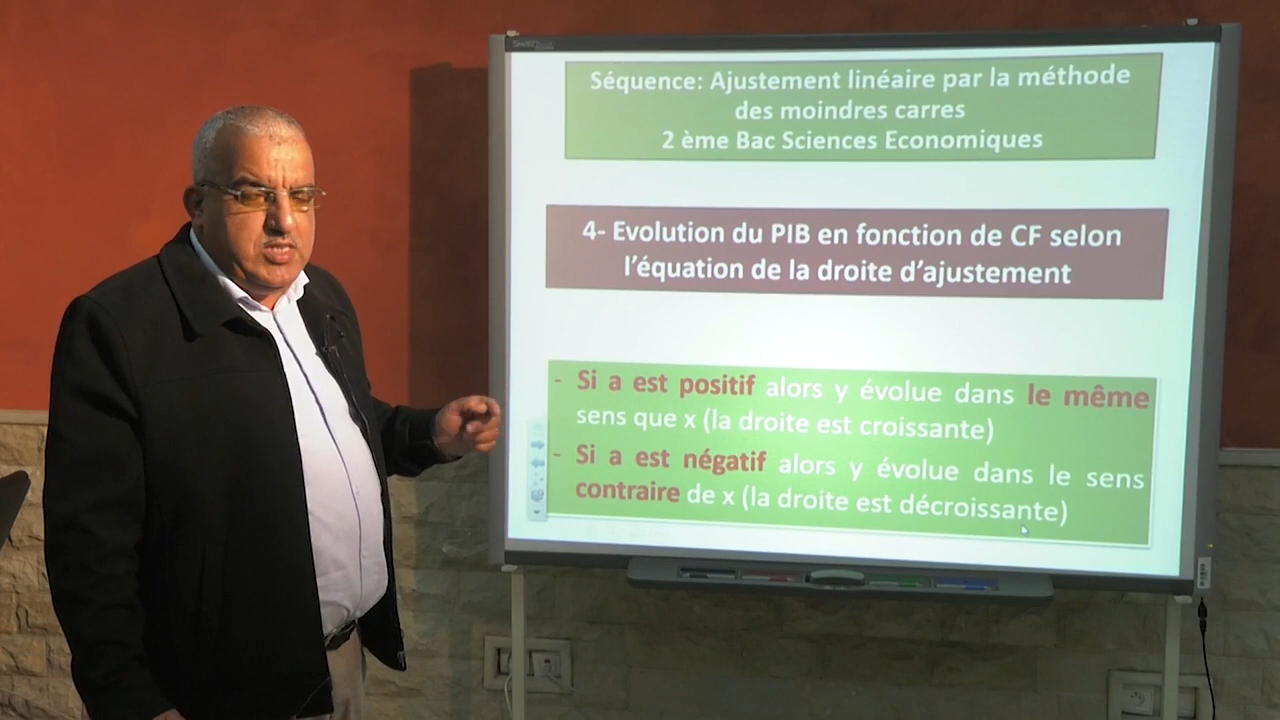 Séquence: Ajustement linéaire par la méthode
des moindres carres
2 ème Bac Sciences Economiques
4- Evolution du PIB en fonction de CF selon
l'équation de la droite d'ajustement
- Si a est positif alors y évolue dans le même
sens que x (la droite est croissante)
- Si a est négatif alors y évolue dans le sens
contraire de x (la droite est décroissante)